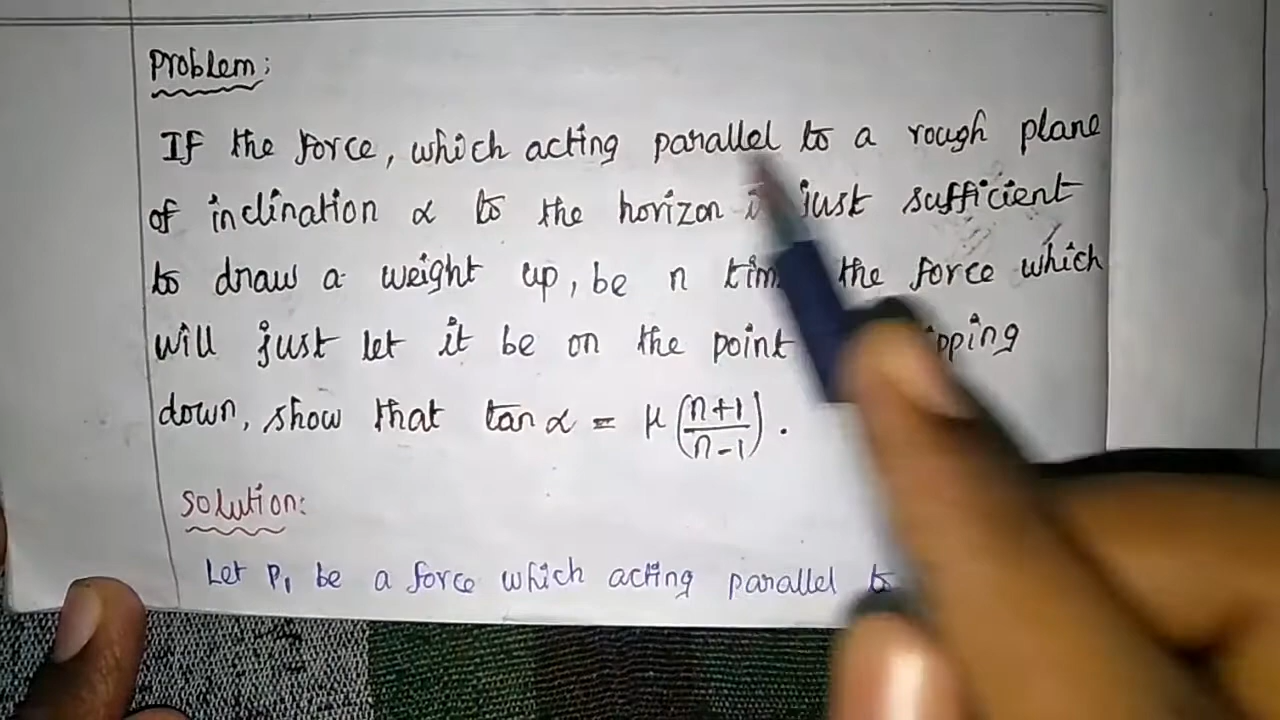 Problem:
If the force, which acting parallel to a rough plane
of inclination α to the horizon just sufficient
to draw a weight up, be n the force which
will just let it be on the point
down, show that tan α = μ (n+1/n-1).
Solution:
Let P₁ be a force which acting parallel to